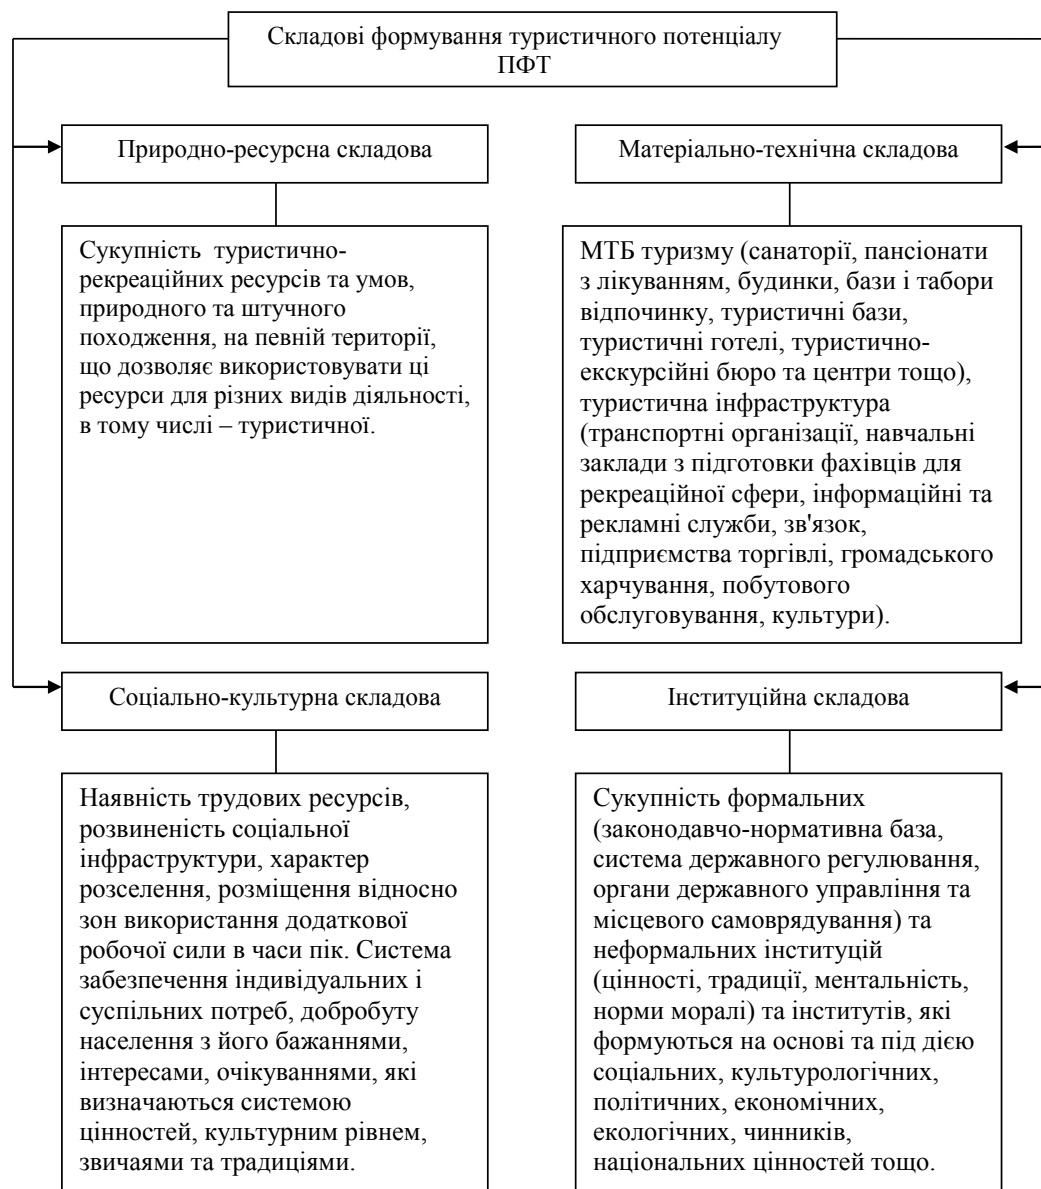 Складові формування туристичного потенціалу
ПФТ
Природно-ресурсна складова
Матеріально-технічна складова
Сукупність туристично-
рекреаційних ресурсів та умов,
природного та штучного
походження, на певній території,
що дозволяє використовувати ці
ресурси для різних видів діяльності,
в тому числі – туристичної.
МТБ туризму (санаторії, пансіонати
з лікуванням, будинки, бази і табори
відпочинку, туристичні бази,
туристичні готелі, туристично-
екскурсійні бюро та центри тощо),
туристична інфраструктура
(транспортні організації, навчальні
заклади з підготовки фахівців для
рекреаційної сфери, інформаційні та
рекламні служби, зв'язок,
підприємства торгівлі, громадського
харчування, побутового
обслуговування, культури).
Соціально-культурна складова
Інституційна складова
Наявність трудових ресурсів,
розвиненість соціальної
інфраструктури, характер
розселення, розміщення відносно
зон використання додаткової
робочої сили в часи пік. Система
забезпечення індивідуальних і
суспільних потреб, добробуту
населення з його бажаннями,
інтересами, очікуваннями, які
визначаються системою
цінностей, культурним рівнем,
звичаями та традиціями.
Сукупність формальних
(законодавчо-нормативна база,
система державного регулювання,
органи державного управління та
місцевого самоврядування) та
неформальних інституцій
(цінності, традиції, ментальність,
норми моралі) та інститутів, які
формуються на основі та під дією
соціальних, культурологічних,
політичних, економічних,
екологічних, чинників,
національних цінностей тощо.